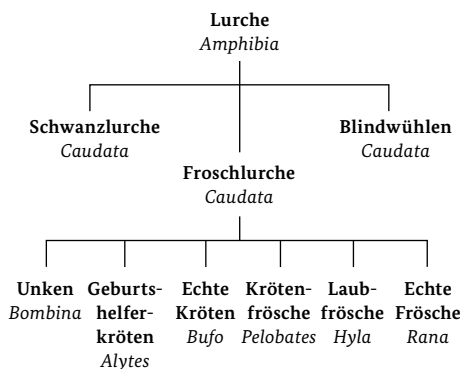 Lurche
Amphibia
Schwanzlurche
Caudata
Blindwühlen
Caudata
Froschlurche
Caudata
Unken
Bombina
Geburts-
helfer-
kröten
Alytes
Echte
Kröten
Bufo
Kröten-
frösche
Pelobates
Laub-
frösche
Hyla
Echte
Frösche
Rana